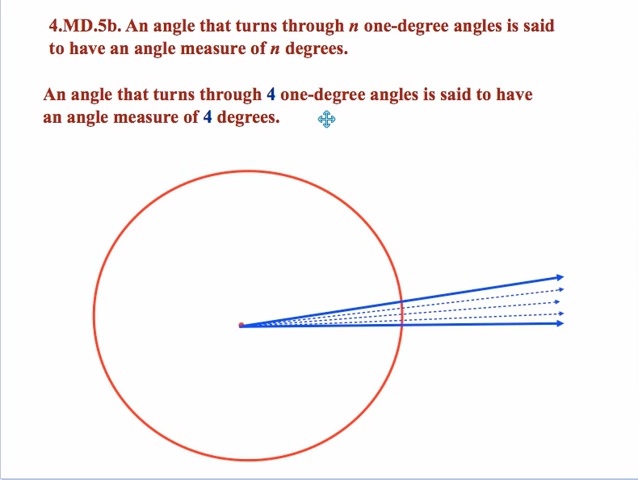 4.MD.5b. An angle that turns through n one-degree angles is said
to have an angle measure of n degrees.
An angle that turns through 4 one-degree angles is said to have
an angle measure of 4 degrees.